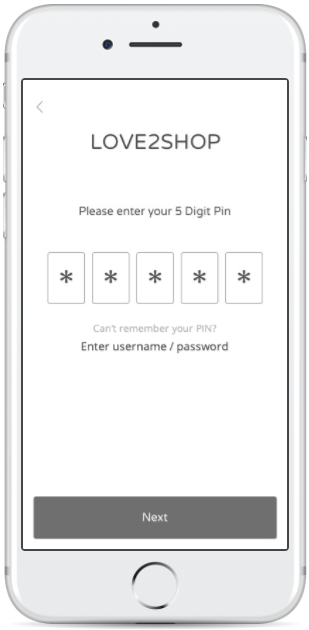 LOVE2SHOP
Please enter your 5 Digit Pin
* * * * *
Can't remember your PIN?
Enter username / password
Next